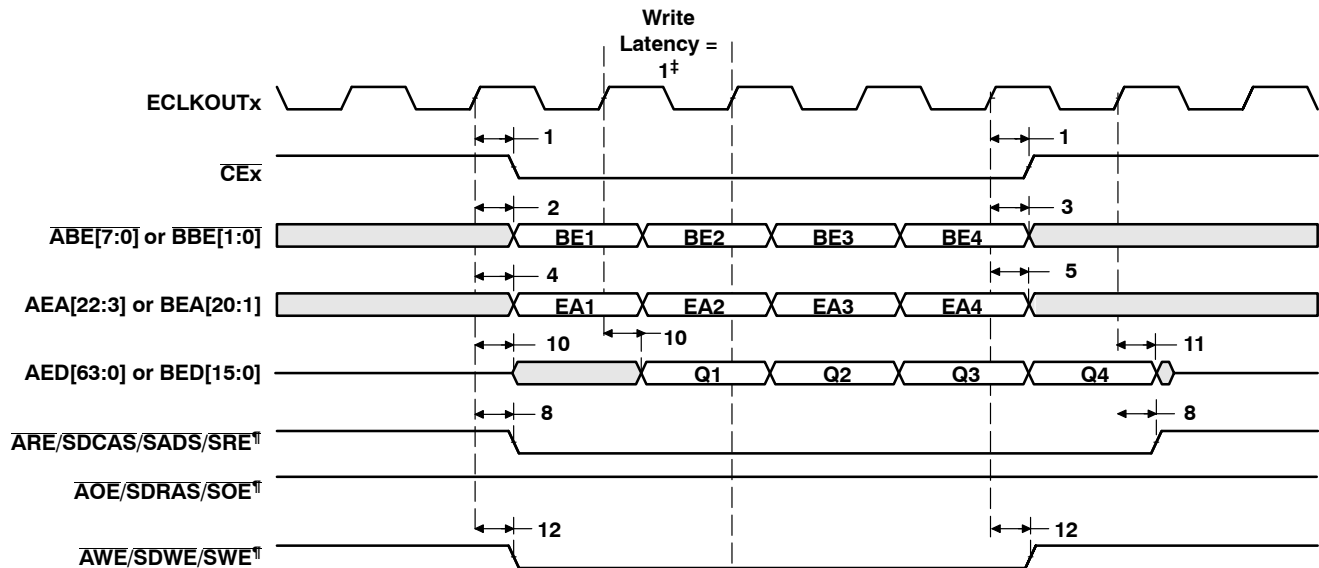 Write
Latency =
1‡
ECLKOUTx
1 1
CEx
2 3
ABE[7:0] or BBE[1:0]
BE1 BE2 BE3 BE4
4 5
AEA[22:3] or BEA[20:1]
EA1 EA2 EA3 EA4
10 10 11
AED[63:0] or BED[15:0]
Q1 Q2 Q3 Q4
8 8
ARE/SDCAS/SADS/SRE¶
AOE/SDRAS/SOE¶
12 12
AWE/SDWE/SWE¶